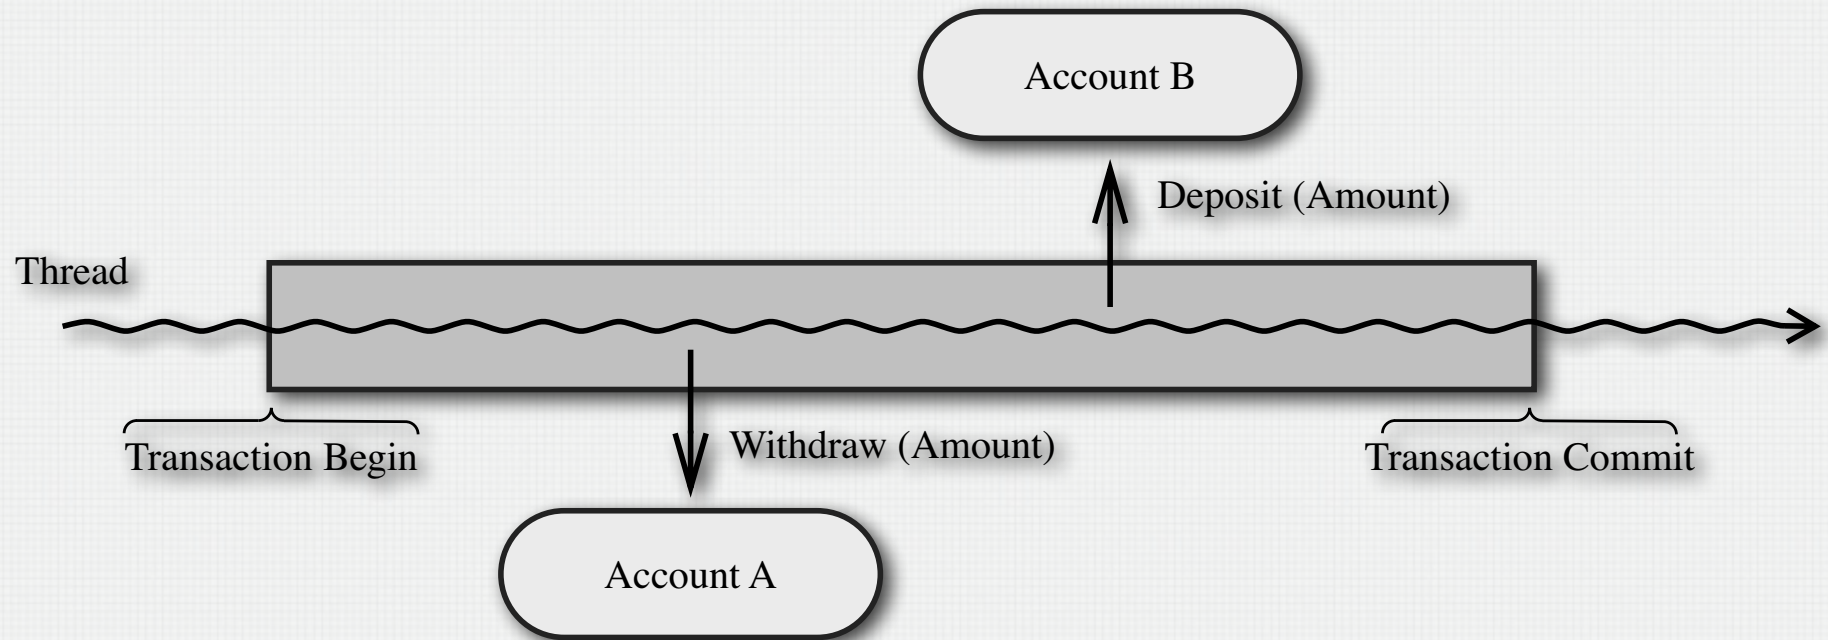 Account B
Deposit (Amount)
Thread
Withdraw (Amount)
Transaction Begin
Transaction Commit
Account A